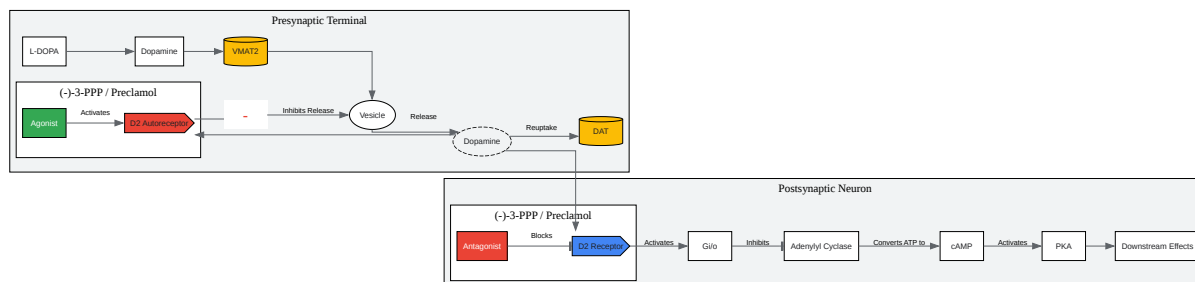 Presynaptic Terminal
L-DOPA
Dopamine
VMAT2
(-)-3-PPP / Preclamol
Agonist
Activates
D2 Autoreceptor
-
Inhibits Release
Vesicle
Release
Dopamine
Reuptake
DAT
Postsynaptic Neuron
(-)-3-PPP / Preclamol
Antagonist
Blocks
D2 Receptor
Activates
Gi/o
Inhibits
Adenylyl Cyclase
Converts ATP to
cAMP
Activates
PKA
Downstream Effects